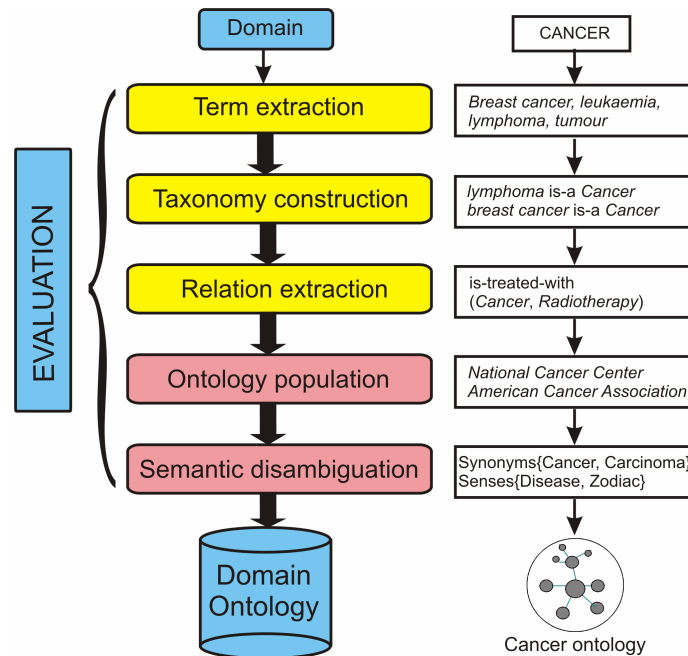 Domain
CANCER
Term extraction
Breast cancer, leukaemia,
lymphoma, tumour
Taxonomy construction
lymphoma is-a Cancer
breast cancer is-a Cancer
EVALUATION
Relation extraction
is-treated-with
(Cancer, Radiotherapy)
Ontology population
National Cancer Center
American Cancer Association
Semantic disambiguation
Synonyms{Cancer, Carcinoma}
Senses{Disease, Zodiac}
Domain
Ontology
Cancer ontology